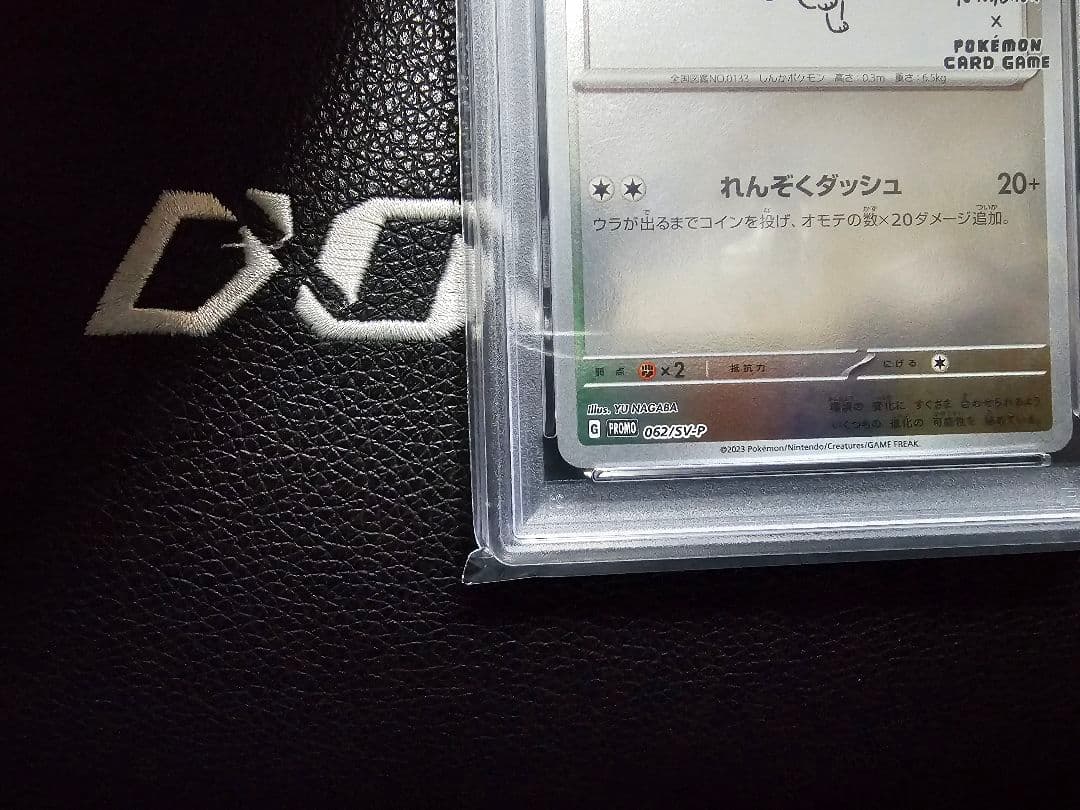 ×
POKÉMON
CARD GAME
全国図鑑NO.0133 しんかポケモン 高さ:0.3m 重さ:6.5kg
れんぞくダッシュ 20+
ウラが出るまでコインを投げ、オモテの数×20ダメージ追加。
弱点 ×2 抵抗力 にげる
illus. YU NAGABA
環境の 変化に すぐさま 合わせられるよう
いくつもの 進化の 可能性を 秘めている。
G PROMO 062/SV-P
©2023 Pokémon/Nintendo/Creatures/GAME FREAK.